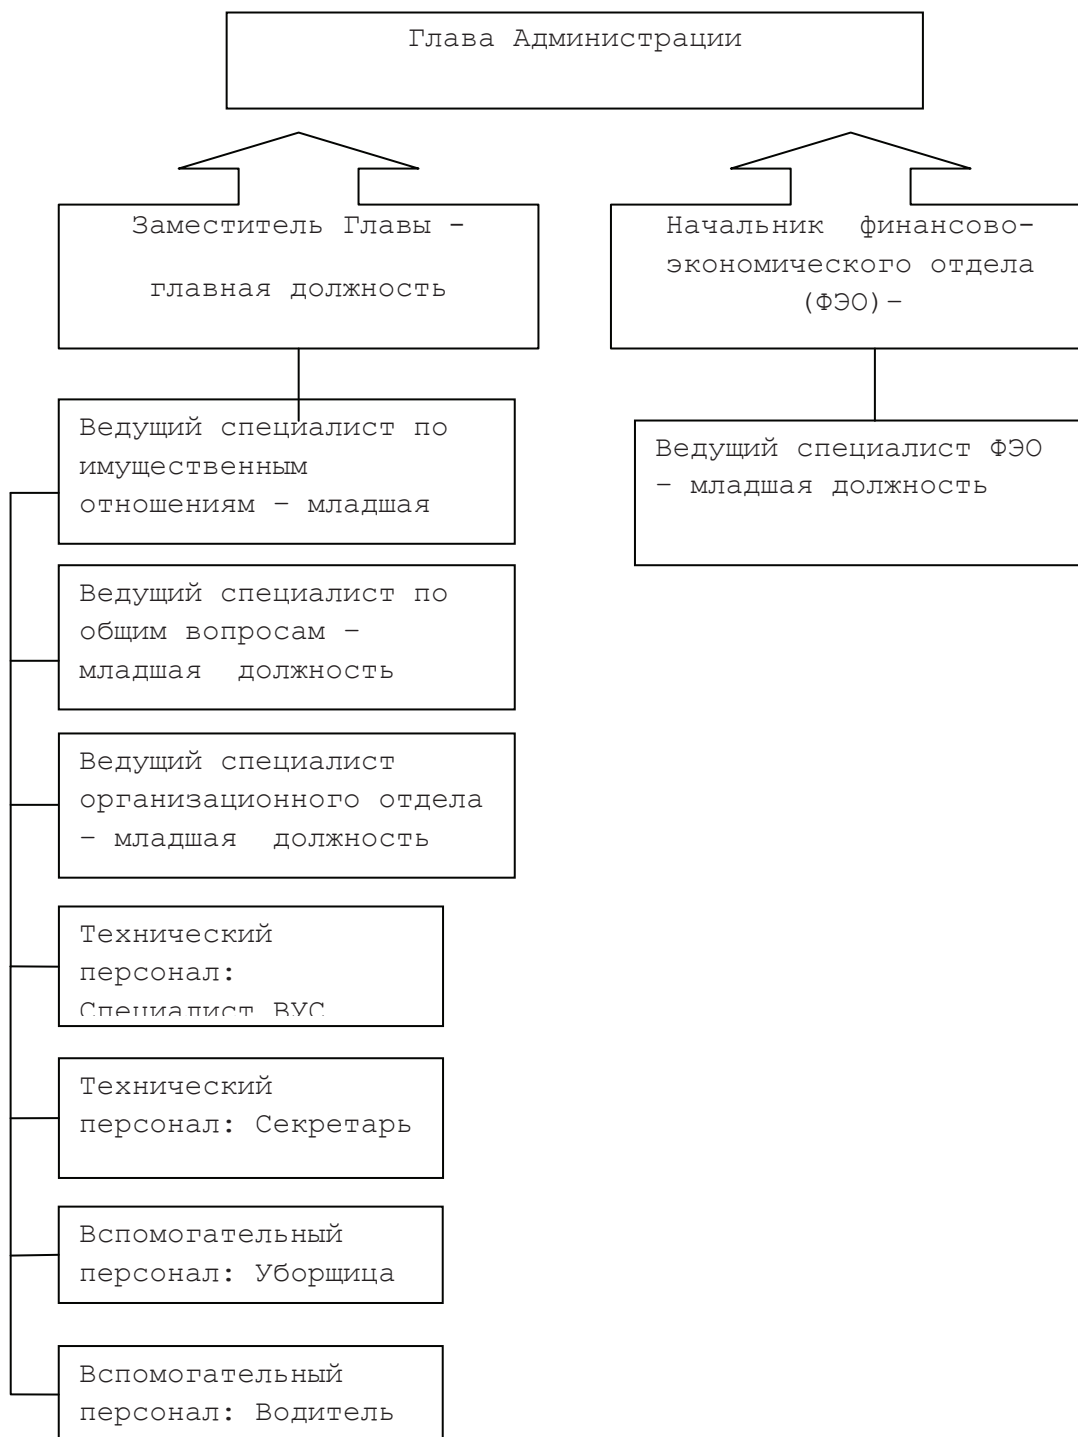 Глава Администрации
Заместитель Главы -
главная должность
Начальник финансово-
экономического отдела
(ФЭО)–
Ведущий специалист по
имущественным
отношениям – младшая
Ведущий специалист ФЭО
– младшая должность
Ведущий специалист по
общим вопросам –
младшая должность
Ведущий специалист
организационного отдела
– младшая должность
Технический
персонал:
Специалист ВУС
Технический
персонал: Секретарь
Вспомогательный
персонал: Уборщица
Вспомогательный
персонал: Водитель